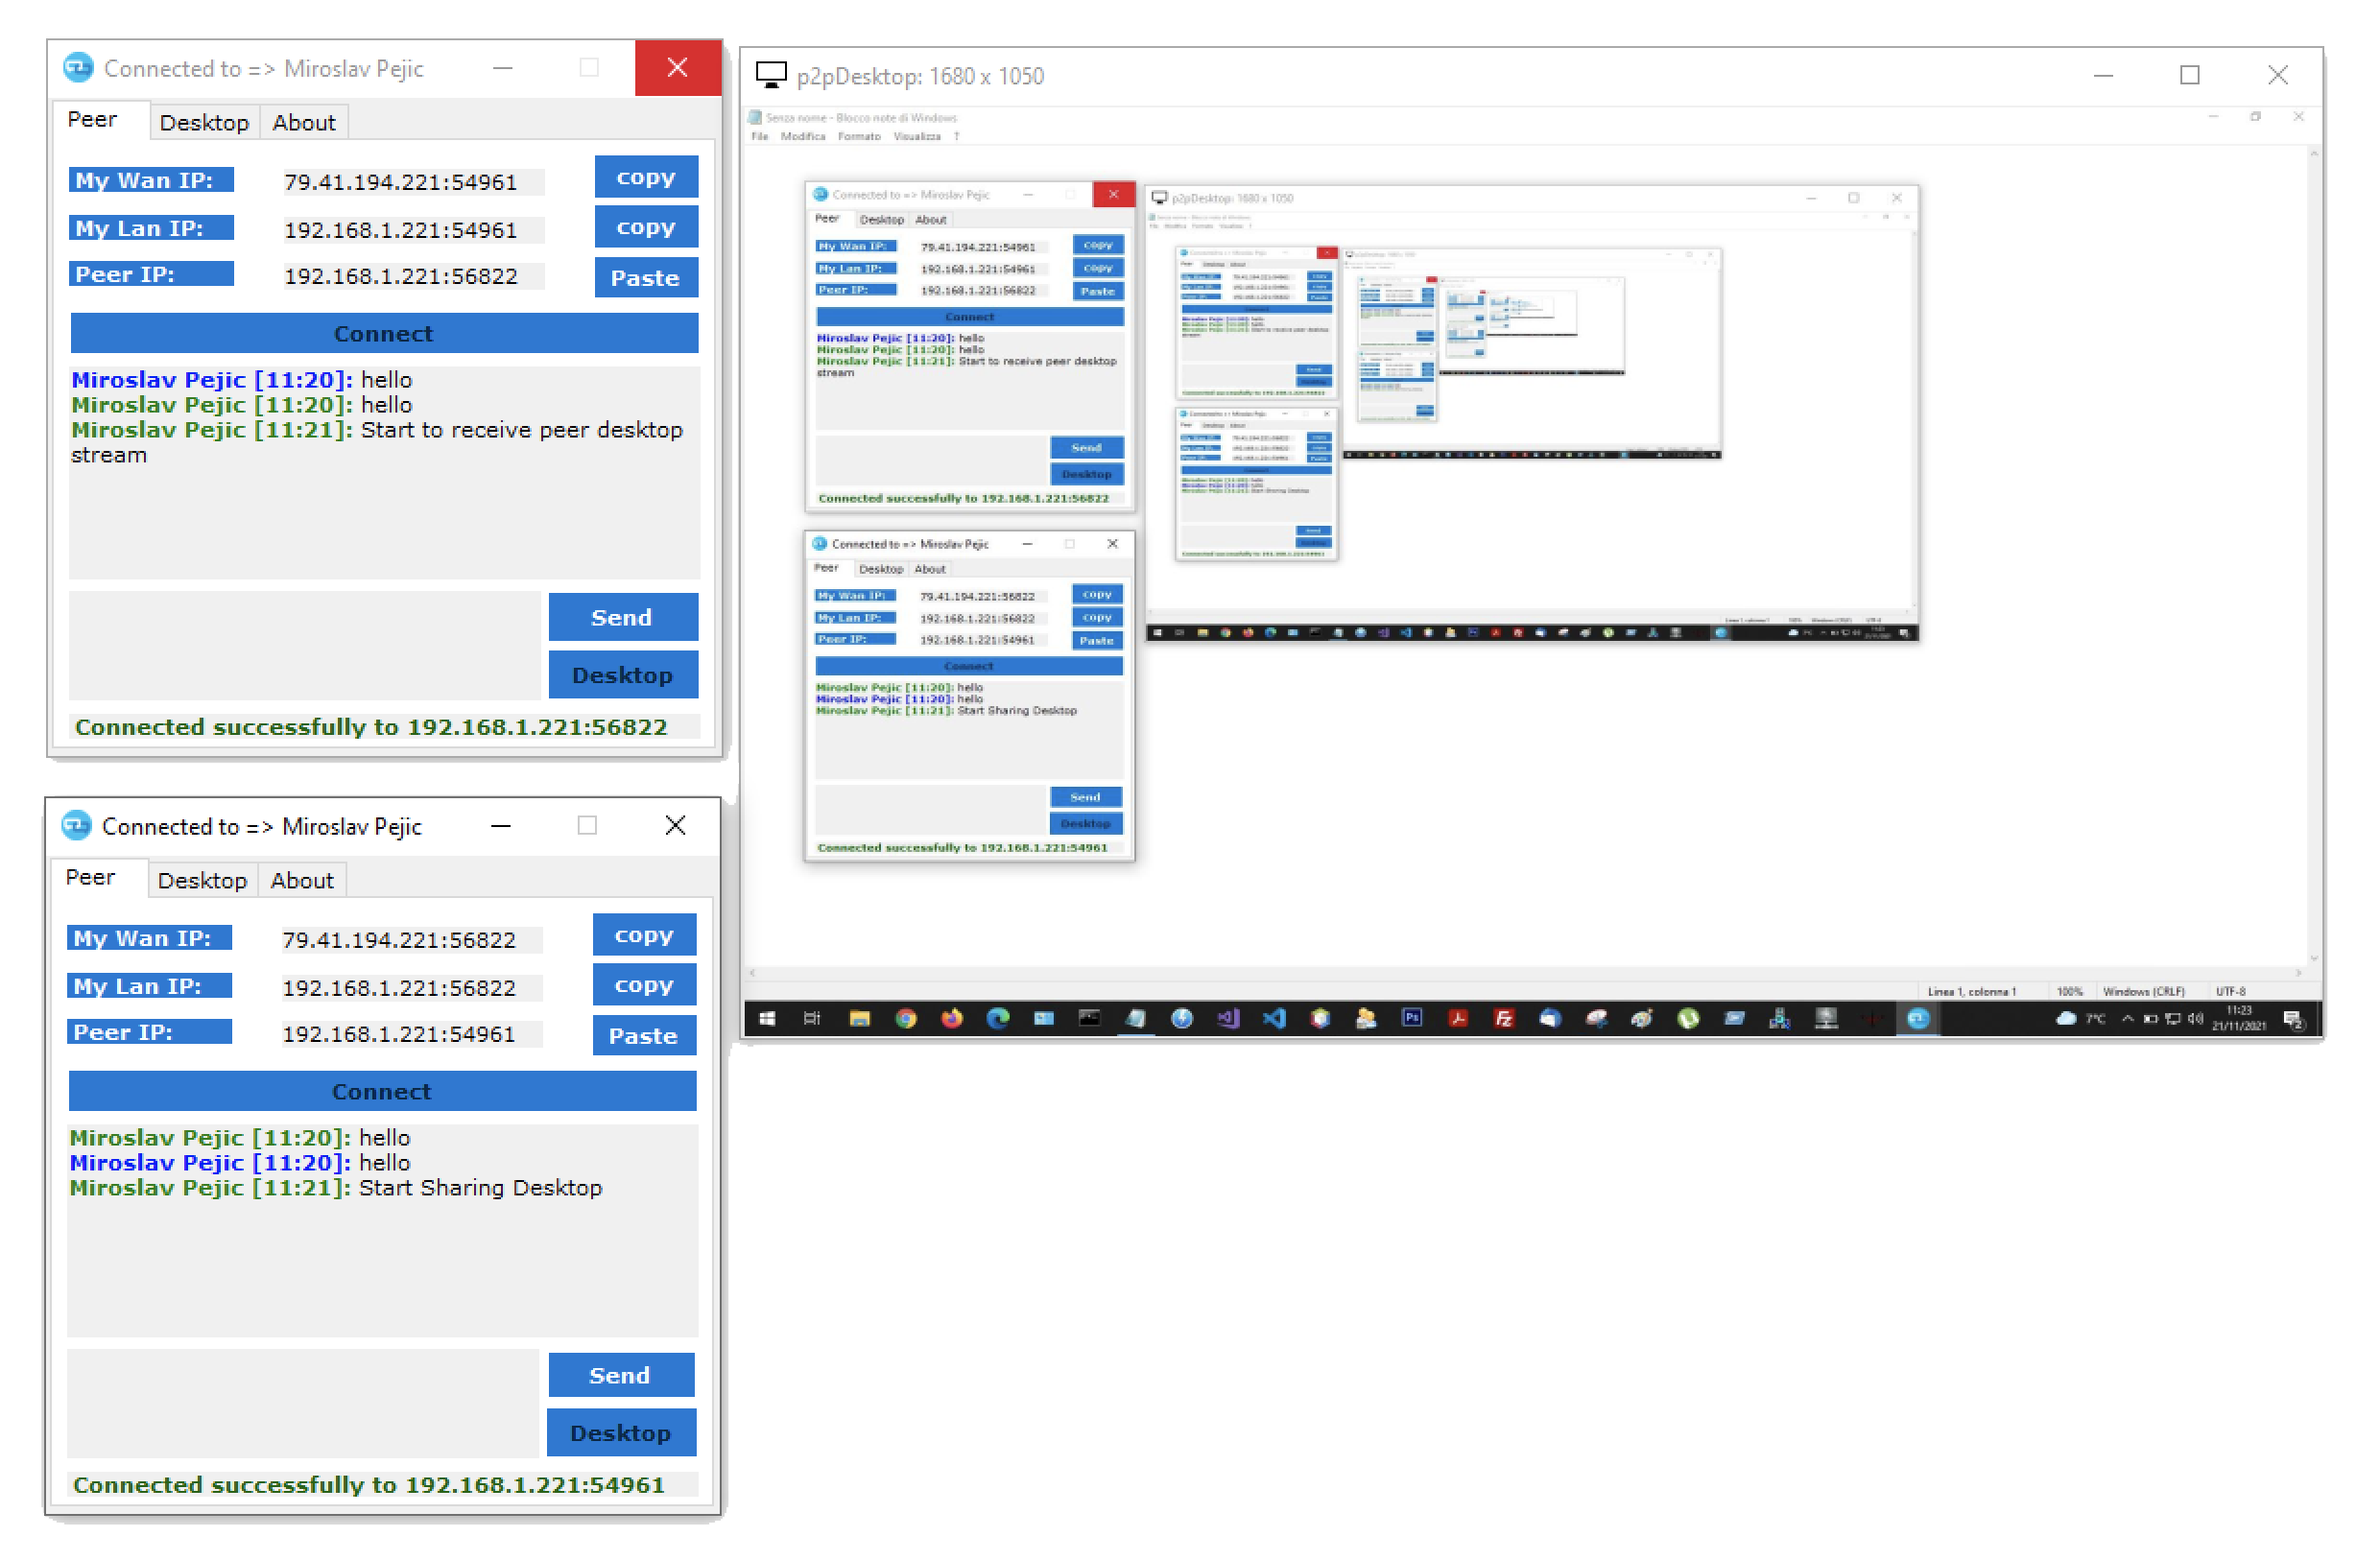 Connected to => Miroslav Pejic
Peer Desktop About
My Wan IP: 79.41.194.221:54961 copy
My Lan IP: 192.168.1.221:54961 copy
Peer IP: 192.168.1.221:56822 Paste
Connect
Miroslav Pejic [11:20]: hello
Miroslav Pejic [11:20]: hello
Miroslav Pejic [11:21]: Start to receive peer desktop
stream
Send
Desktop
Connected successfully to 192.168.1.221:56822
Connected to => Miroslav Pejic
Peer Desktop About
My Wan IP: 79.41.194.221:56822 copy
My Lan IP: 192.168.1.221:56822 copy
Peer IP: 192.168.1.221:54961 Paste
Connect
Miroslav Pejic [11:20]: hello
Miroslav Pejic [11:20]: hello
Miroslav Pejic [11:21]: Start Sharing Desktop
Send
Desktop
Connected successfully to 192.168.1.221:54961
p2pDesktop: 1680 x 1050
Senza nome - Blocco note di Windows
File Modifica Formato Visualizza ?
Connected to => Miroslav Pejic
Peer Desktop About
My Wan IP: 79.41.194.221:54961 copy
My Lan IP: 192.168.1.221:54961 copy
Peer IP: 192.168.1.221:56822 Paste
Connect
Miroslav Pejic [11:20]: hello
Miroslav Pejic [11:20]: hello
Miroslav Pejic [11:21]: Start to receive peer desktop
stream
Send
Desktop
Connected successfully to 192.168.1.221:56822
Connected to => Miroslav Pejic
Peer Desktop About
My Wan IP: 79.41.194.221:56822 copy
My Lan IP: 192.168.1.221:56822 copy
Peer IP: 192.168.1.221:54961 Paste
Connect
Miroslav Pejic [11:20]: hello
Miroslav Pejic [11:20]: hello
Miroslav Pejic [11:21]: Start Sharing Desktop
Send
Desktop
Connected successfully to 192.168.1.221:54961
p2pDesktop: 1680 x 1050
Linea 1, colonna 1 100% Windows (CRLF) UTF-8
Ps Fz
7°C 11:23
21/11/2021
2